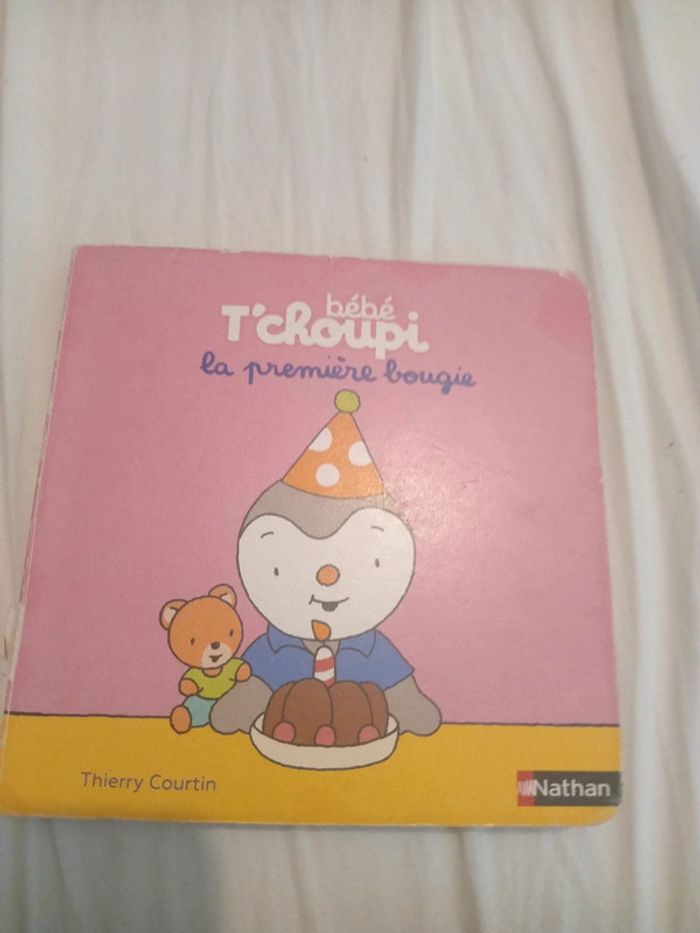 bébé
T'choupi
la première bougie
Thierry Courtin
Nathan